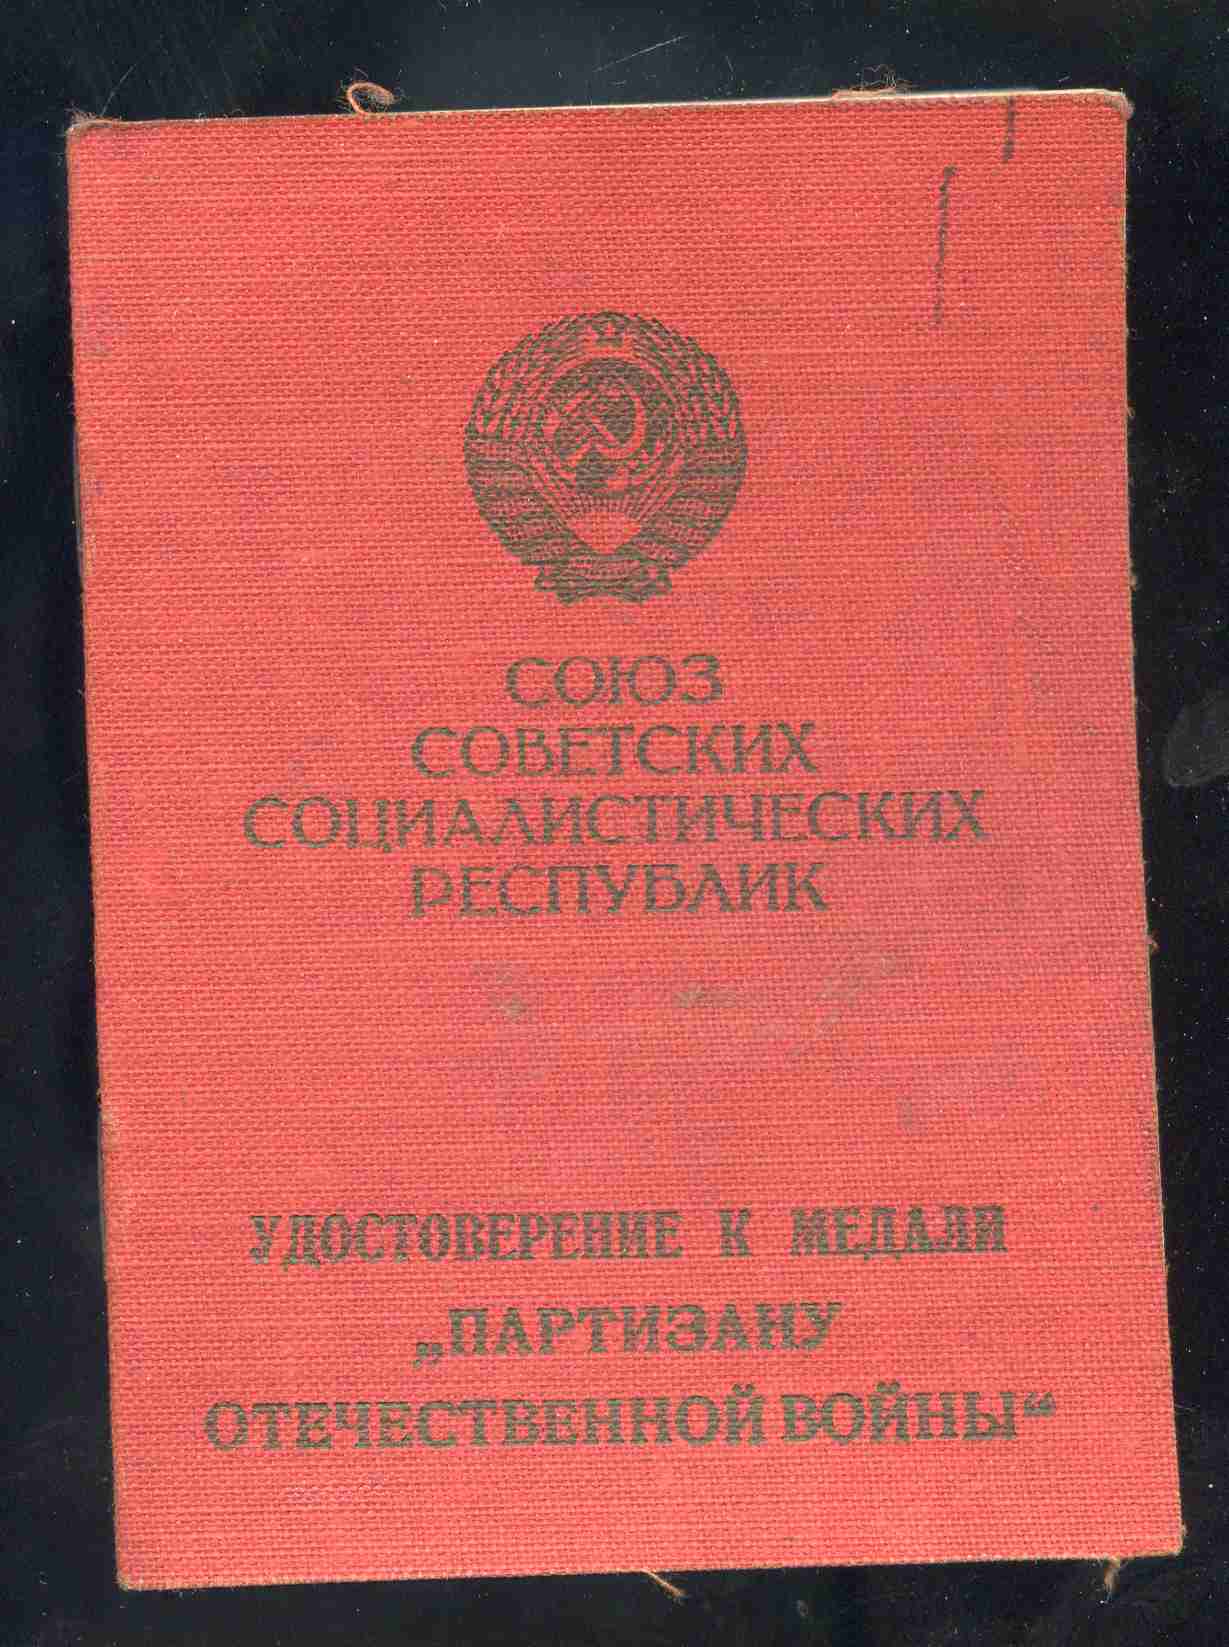 СОЮЗ
СОВЕТСКИХ
СОЦИАЛИСТИЧЕСКИХ
РЕСПУБЛИК
УДОСТОВЕРЕНИЕ К МЕДАЛИ
„ПАРТИЗАНУ
ОТЕЧЕСТВЕННОЙ ВОЙНЫ“